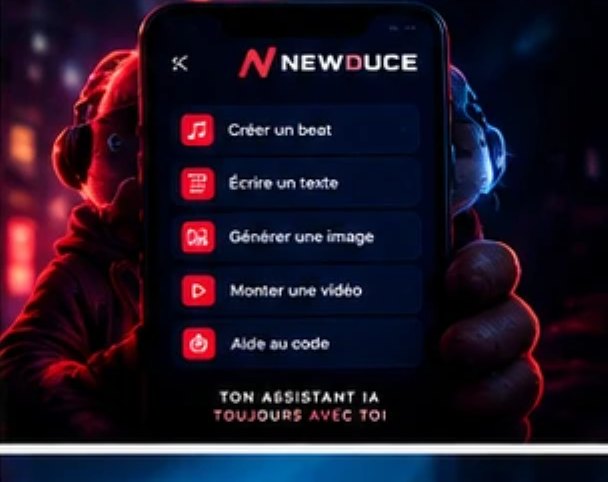 NEWDUCE
Créer un beat
Écrire un texte
Générer une image
Monter une vidéo
Aide au code
TON ASSISTANT IA
TOUJOURS AVEC TOI